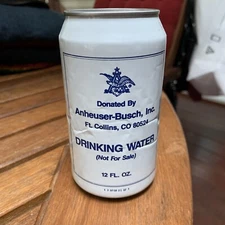 Donated By
Anheuser-Busch, Inc.
Ft. Collins, CO 80524
DRINKING WATER
(Not For Sale)
12 FL. OZ.